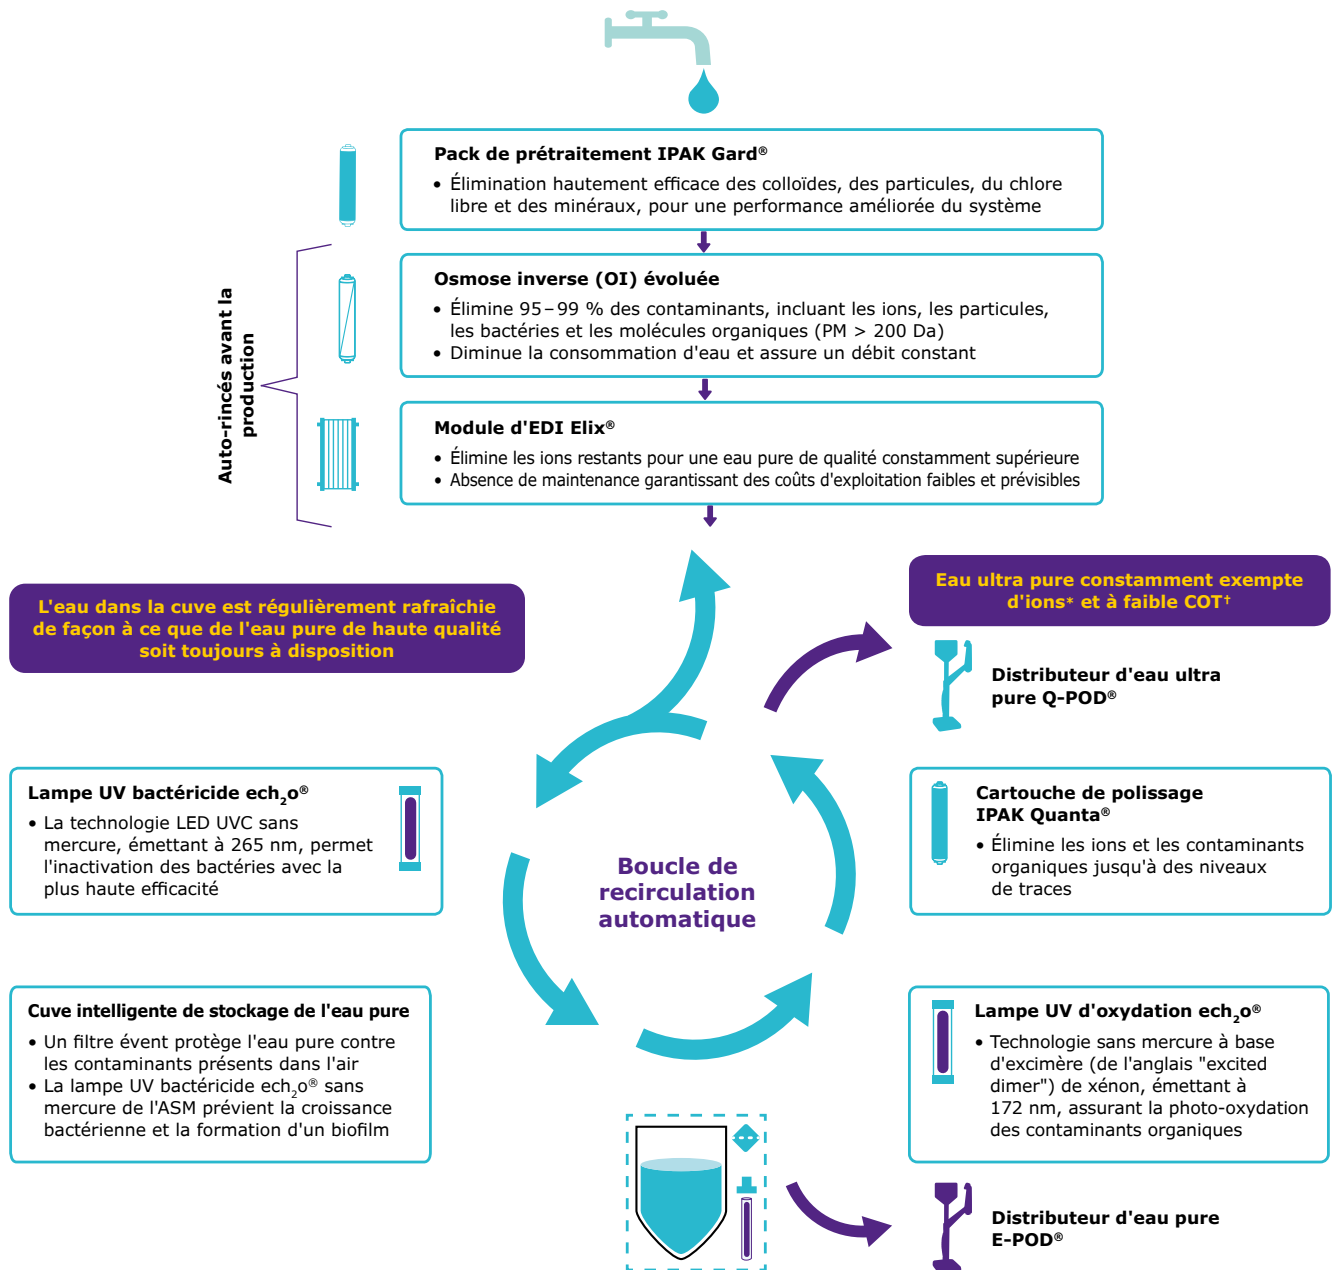 Pack de prétraitement IPAK Gard®
• Élimination hautement efficace des colloïdes, des particules, du chlore
libre et des minéraux, pour une performance améliorée du système
Auto-rincés avant la
production
Osmose inverse (OI) évoluée
• Élimine 95–99 % des contaminants, incluant les ions, les particules,
les bactéries et les molécules organiques (PM > 200 Da)
• Diminue la consommation d'eau et assure un débit constant
Module d'EDI Elix®
• Élimine les ions restants pour une eau pure de qualité constamment supérieure
• Absence de maintenance garantissant des coûts d'exploitation faibles et prévisibles
L'eau dans la cuve est régulièrement rafraîchie
de façon à ce que de l'eau pure de haute qualité
soit toujours à disposition
Eau ultra pure constamment exempte
d'ions* et à faible COT†
Distributeur d'eau ultra
pure Q-POD®
Lampe UV bactéricide ech₂o®
• La technologie LED UVC sans
mercure, émettant à 265 nm, permet
l'inactivation des bactéries avec la
plus haute efficacité
Boucle de
recirculation
automatique
Cartouche de polissage
IPAK Quanta®
• Élimine les ions et les contaminants
organiques jusqu'à des niveaux
de traces
Cuve intelligente de stockage de l'eau pure
• Un filtre évent protège l'eau pure contre
les contaminants présents dans l'air
• La lampe UV bactéricide ech₂o® sans
mercure de l'ASM prévient la croissance
bactérienne et la formation d'un biofilm
Lampe UV d'oxydation ech₂o®
• Technologie sans mercure à base
d'excimère (de l'anglais "excited
dimer") de xénon, émettant à
172 nm, assurant la photo-oxydation
des contaminants organiques
Distributeur d'eau pure
E-POD®